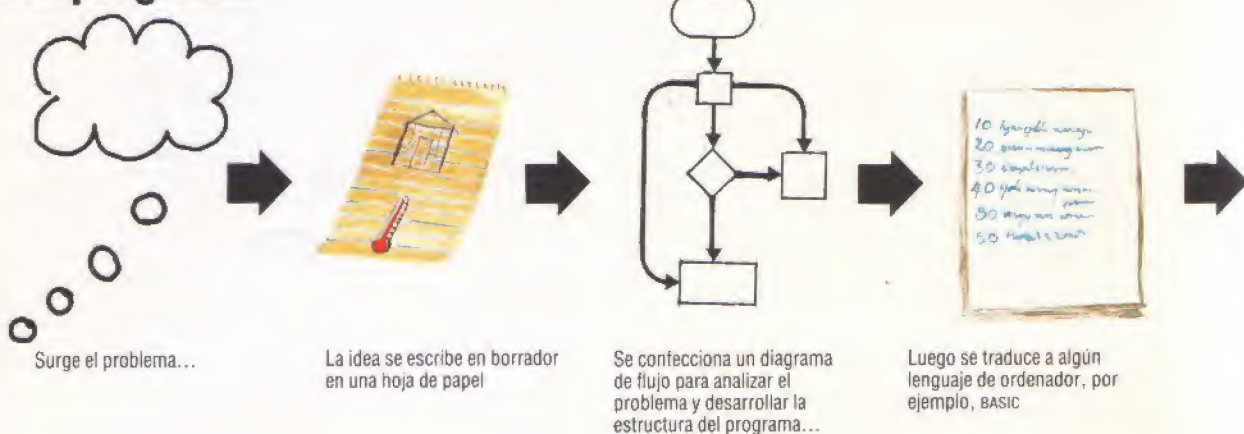 Surge el problema...
La idea se escribe en borrador
en una hoja de papel
Se confecciona un diagrama
de flujo para analizar el
problema y desarrollar la
estructura del programa...
Luego se traduce a algún
lenguaje de ordenador, por
ejemplo, BASIC
10
20
30
40
50
50